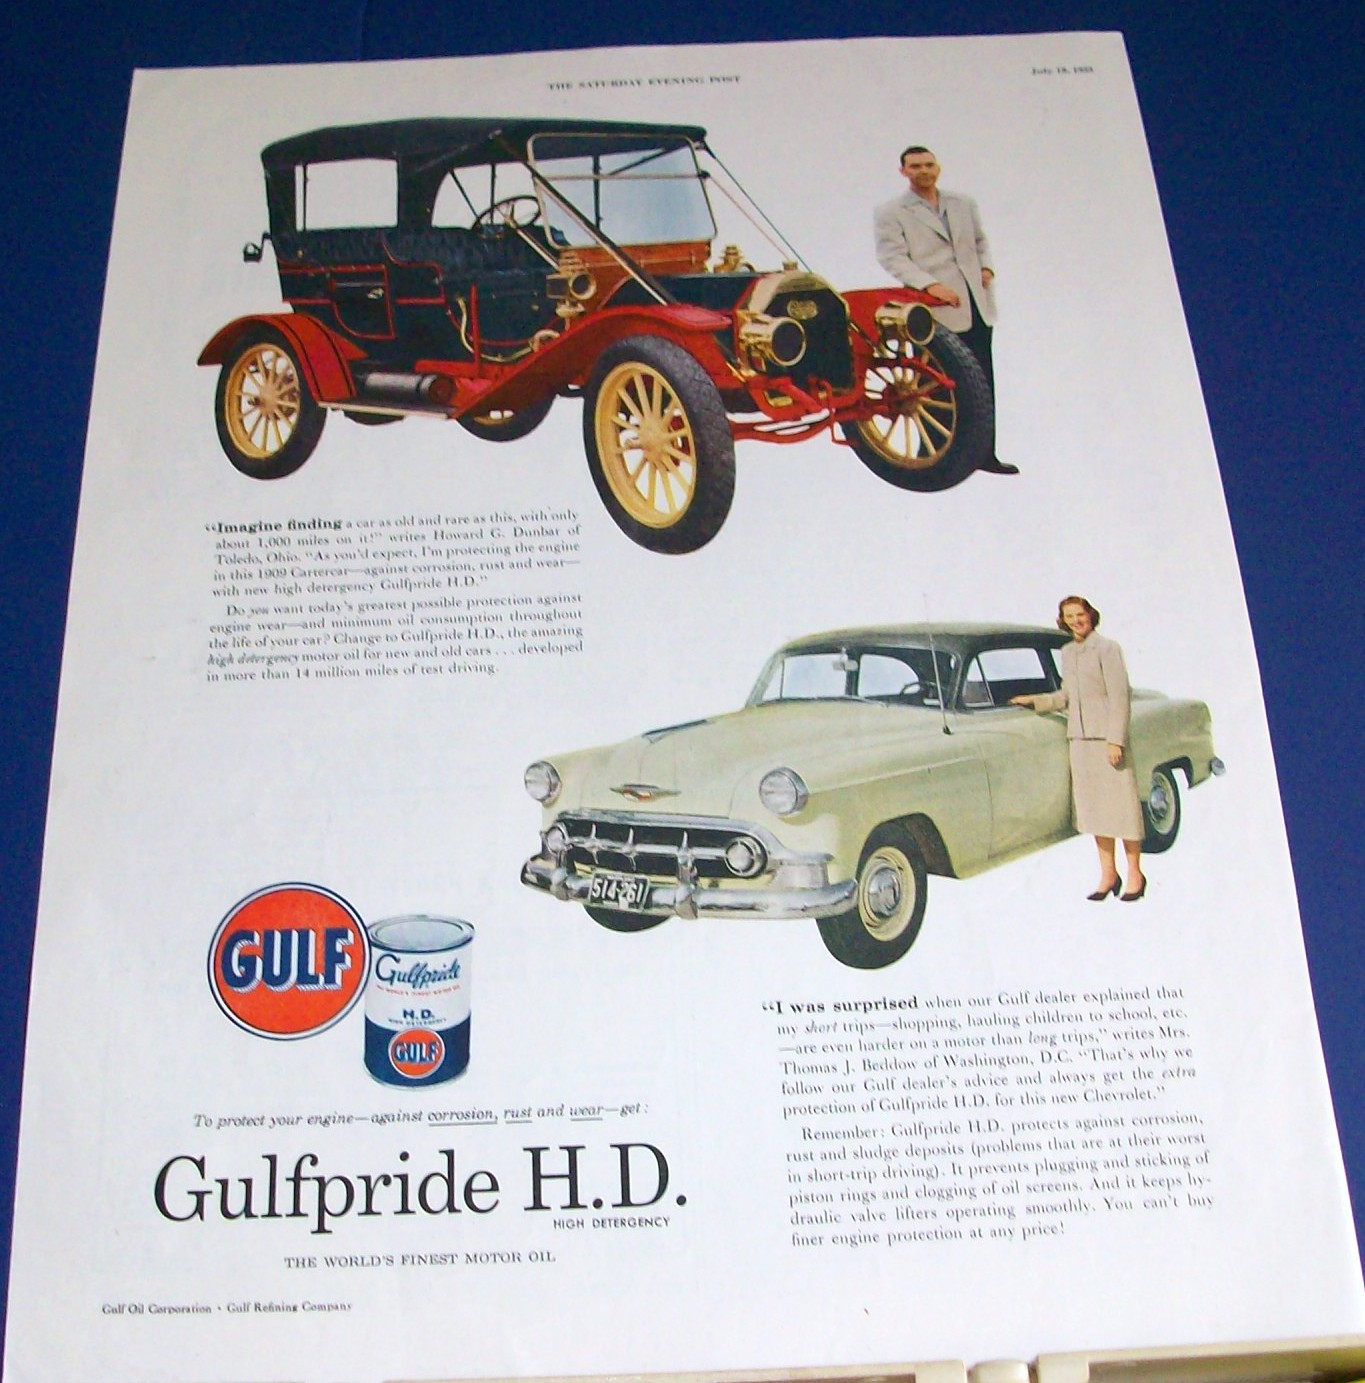 THE SATURDAY EVENING POST
July 18, 1953
“Imagine finding a car as old and rare as this, with only
about 1,000 miles on it!” writes Howard G. Dunbar of
Toledo, Ohio. “As you'd expect, I'm protecting the engine
in this 1909 Cartercar—against corrosion, rust and wear—
with new high detergency Gulfpride H.D.”
Do you want today's greatest possible protection against
engine wear—and minimum oil consumption throughout
the life of your car? Change to Gulfpride H.D., the amazing
high detergency motor oil for new and old cars . . . developed
in more than 14 million miles of test driving.
514-261
GULF
Gulfpride
H.D.
HIGH DETERGENCY
GULF
“I was surprised when our Gulf dealer explained that
my short trips—shopping, hauling children to school, etc.
—are even harder on a motor than long trips,” writes Mrs.
Thomas J. Beddow of Washington, D.C. “That's why we
follow our Gulf dealer's advice and always get the extra
protection of Gulfpride H.D. for this new Chevrolet.”
Remember: Gulfpride H.D. protects against corrosion,
rust and sludge deposits (problems that are at their worst
in short-trip driving). It prevents plugging and sticking of
piston rings and clogging of oil screens. And it keeps hy-
draulic valve lifters operating smoothly. You can't buy
finer engine protection at any price!
To protect your engine—against corrosion, rust and wear—get:
Gulfpride H.D.
HIGH DETERGENCY
THE WORLD'S FINEST MOTOR OIL
Gulf Oil Corporation · Gulf Refining Company